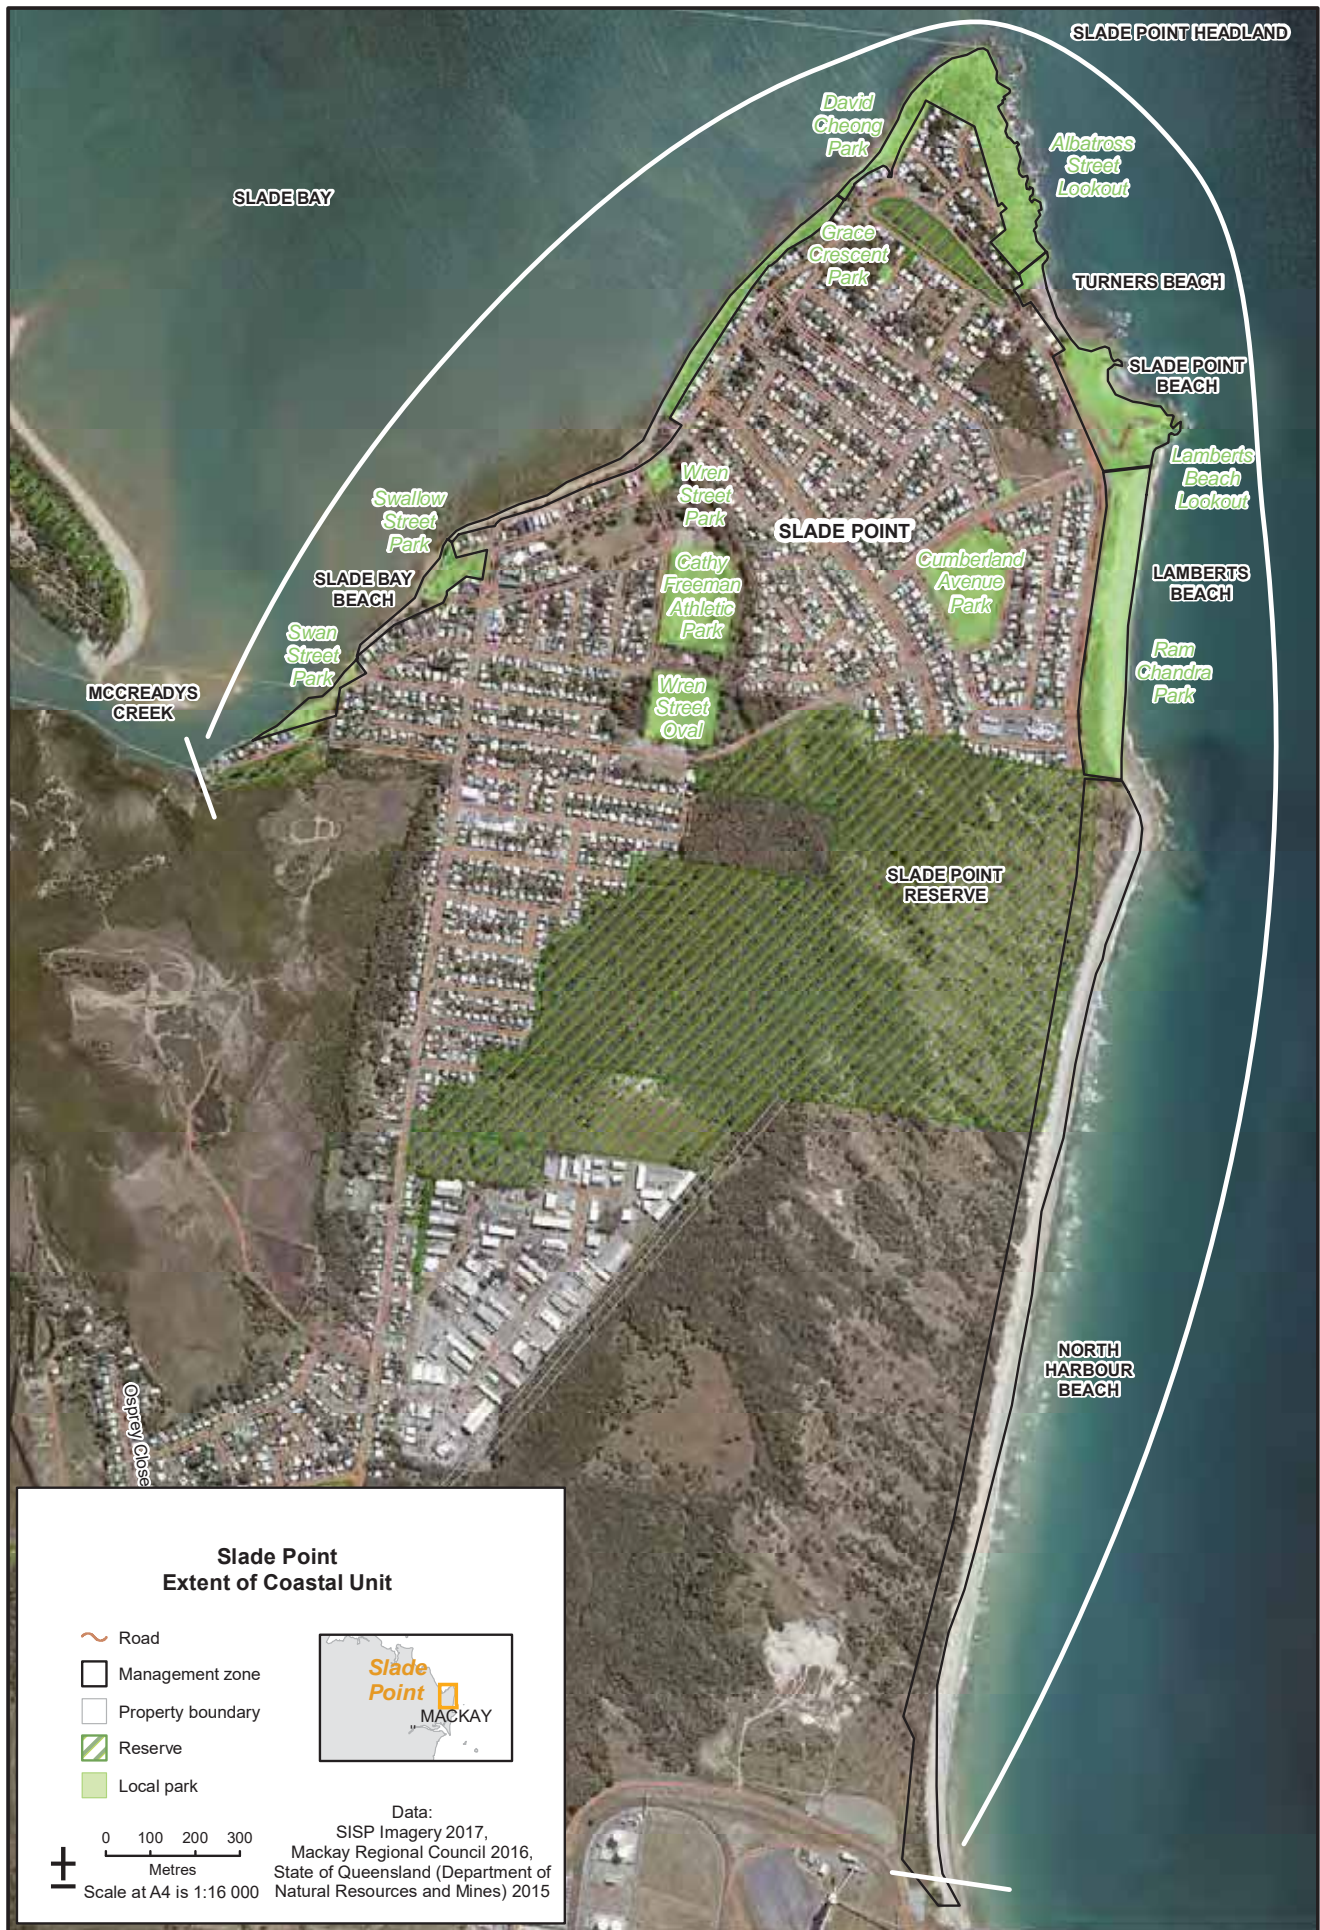 SLADE POINT HEADLAND
David
Cheong
Park
Albatross
Street
Lookout
SLADE BAY
Grace
Crescent
Park
TURNERS BEACH
SLADE POINT
BEACH
Lamberts
Beach
Lookout
Wren
Street
Park
Swallow
Street
Park
SLADE POINT
Cathy
Freeman
Athletic
Park
Cumberland
Avenue
Park
SLADE BAY
BEACH
LAMBERTS
BEACH
Swan
Street
Park
Ram
Chandra
Park
MCCREADYS
CREEK
Wren
Street
Oval
SLADE POINT
RESERVE
NORTH
HARBOUR
BEACH
Osprey Close
Slade Point
Extent of Coastal Unit
Road
Management zone
Property boundary
Reserve
Local park
Slade
Point
MACKAY
0 100 200 300
Metres
Scale at A4 is 1:16 000
Data:
SISP Imagery 2017,
Mackay Regional Council 2016,
State of Queensland (Department of
Natural Resources and Mines) 2015